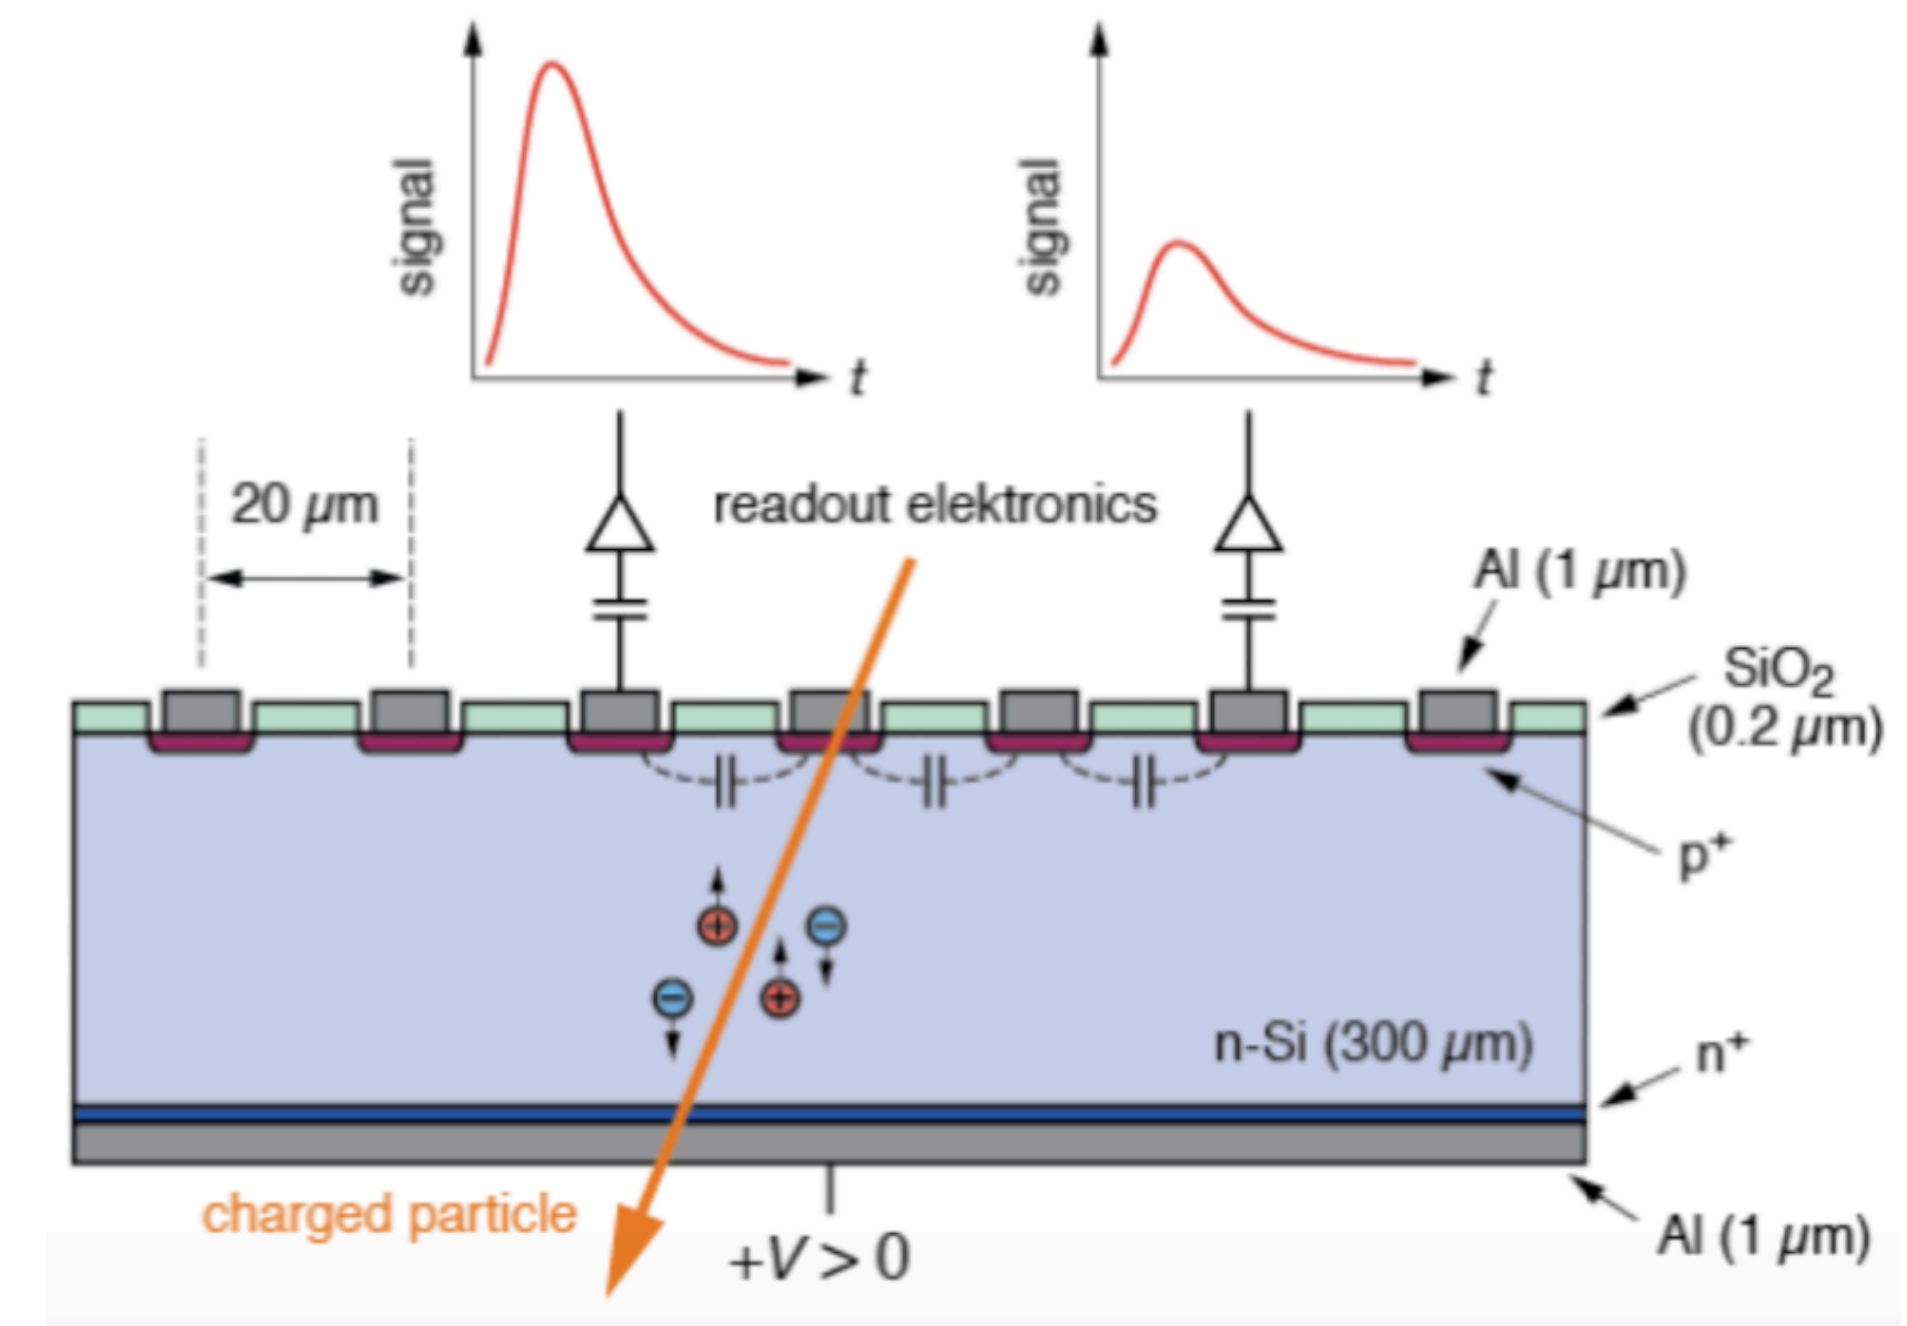 signal
t
signal
t
20 µm
readout elektronics
Al (1 µm)
SiO₂
(0.2 µm)
p⁺
n-Si (300 µm)
n⁺
charged particle
+V > 0
Al (1 µm)